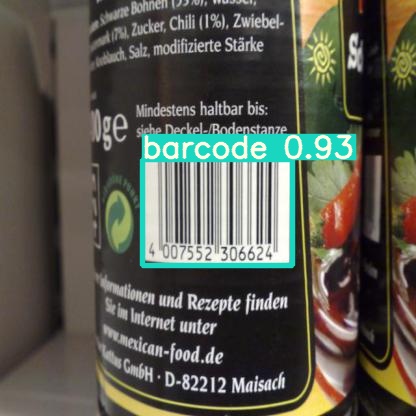 Schwarze Bohnen (53%), Wasser,
(7%), Zucker, Chili (1%), Zwiebel-
Knoblauch, Salz, modifizierte Stärke
Mindestens haltbar bis:
siehe Deckel-/Bodenstanze
barcode 0.93
4 007552 306624
Informationen und Rezepte finden
Sie im Internet unter
www.mexican-food.de
Kattus GmbH · D-82212 Maisach